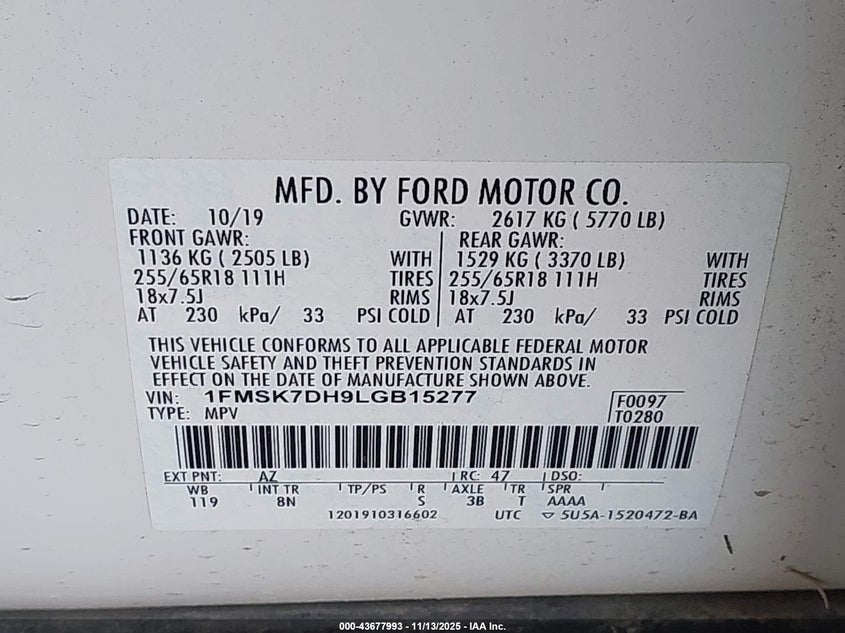 MFD. BY FORD MOTOR CO.
DATE: 10/19 GVWR: 2617 KG ( 5770 LB)
FRONT GAWR: REAR GAWR:
1136 KG ( 2505 LB) WITH 1529 KG ( 3370 LB) WITH
255/65R18 111H TIRES 255/65R18 111H TIRES
18x7.5J RIMS 18x7.5J RIMS
AT 230 kPa/ 33 PSI COLD AT 230 kPa/ 33 PSI COLD
THIS VEHICLE CONFORMS TO ALL APPLICABLE FEDERAL MOTOR
VEHICLE SAFETY AND THEFT PREVENTION STANDARDS IN
EFFECT ON THE DATE OF MANUFACTURE SHOWN ABOVE.
VIN: 1FMSK7DH9LGB15277 F0097
TYPE: MPV T0280
EXT PNT: AZ RC: 47 DSO:
WB INT TR TP/PS R AXLE TR SPR
119 8N S 3B T AAAA
1201910316602 UTC 5U5A-1520472-BA
000-43677993 - 11/13/2025 - IAA Inc.